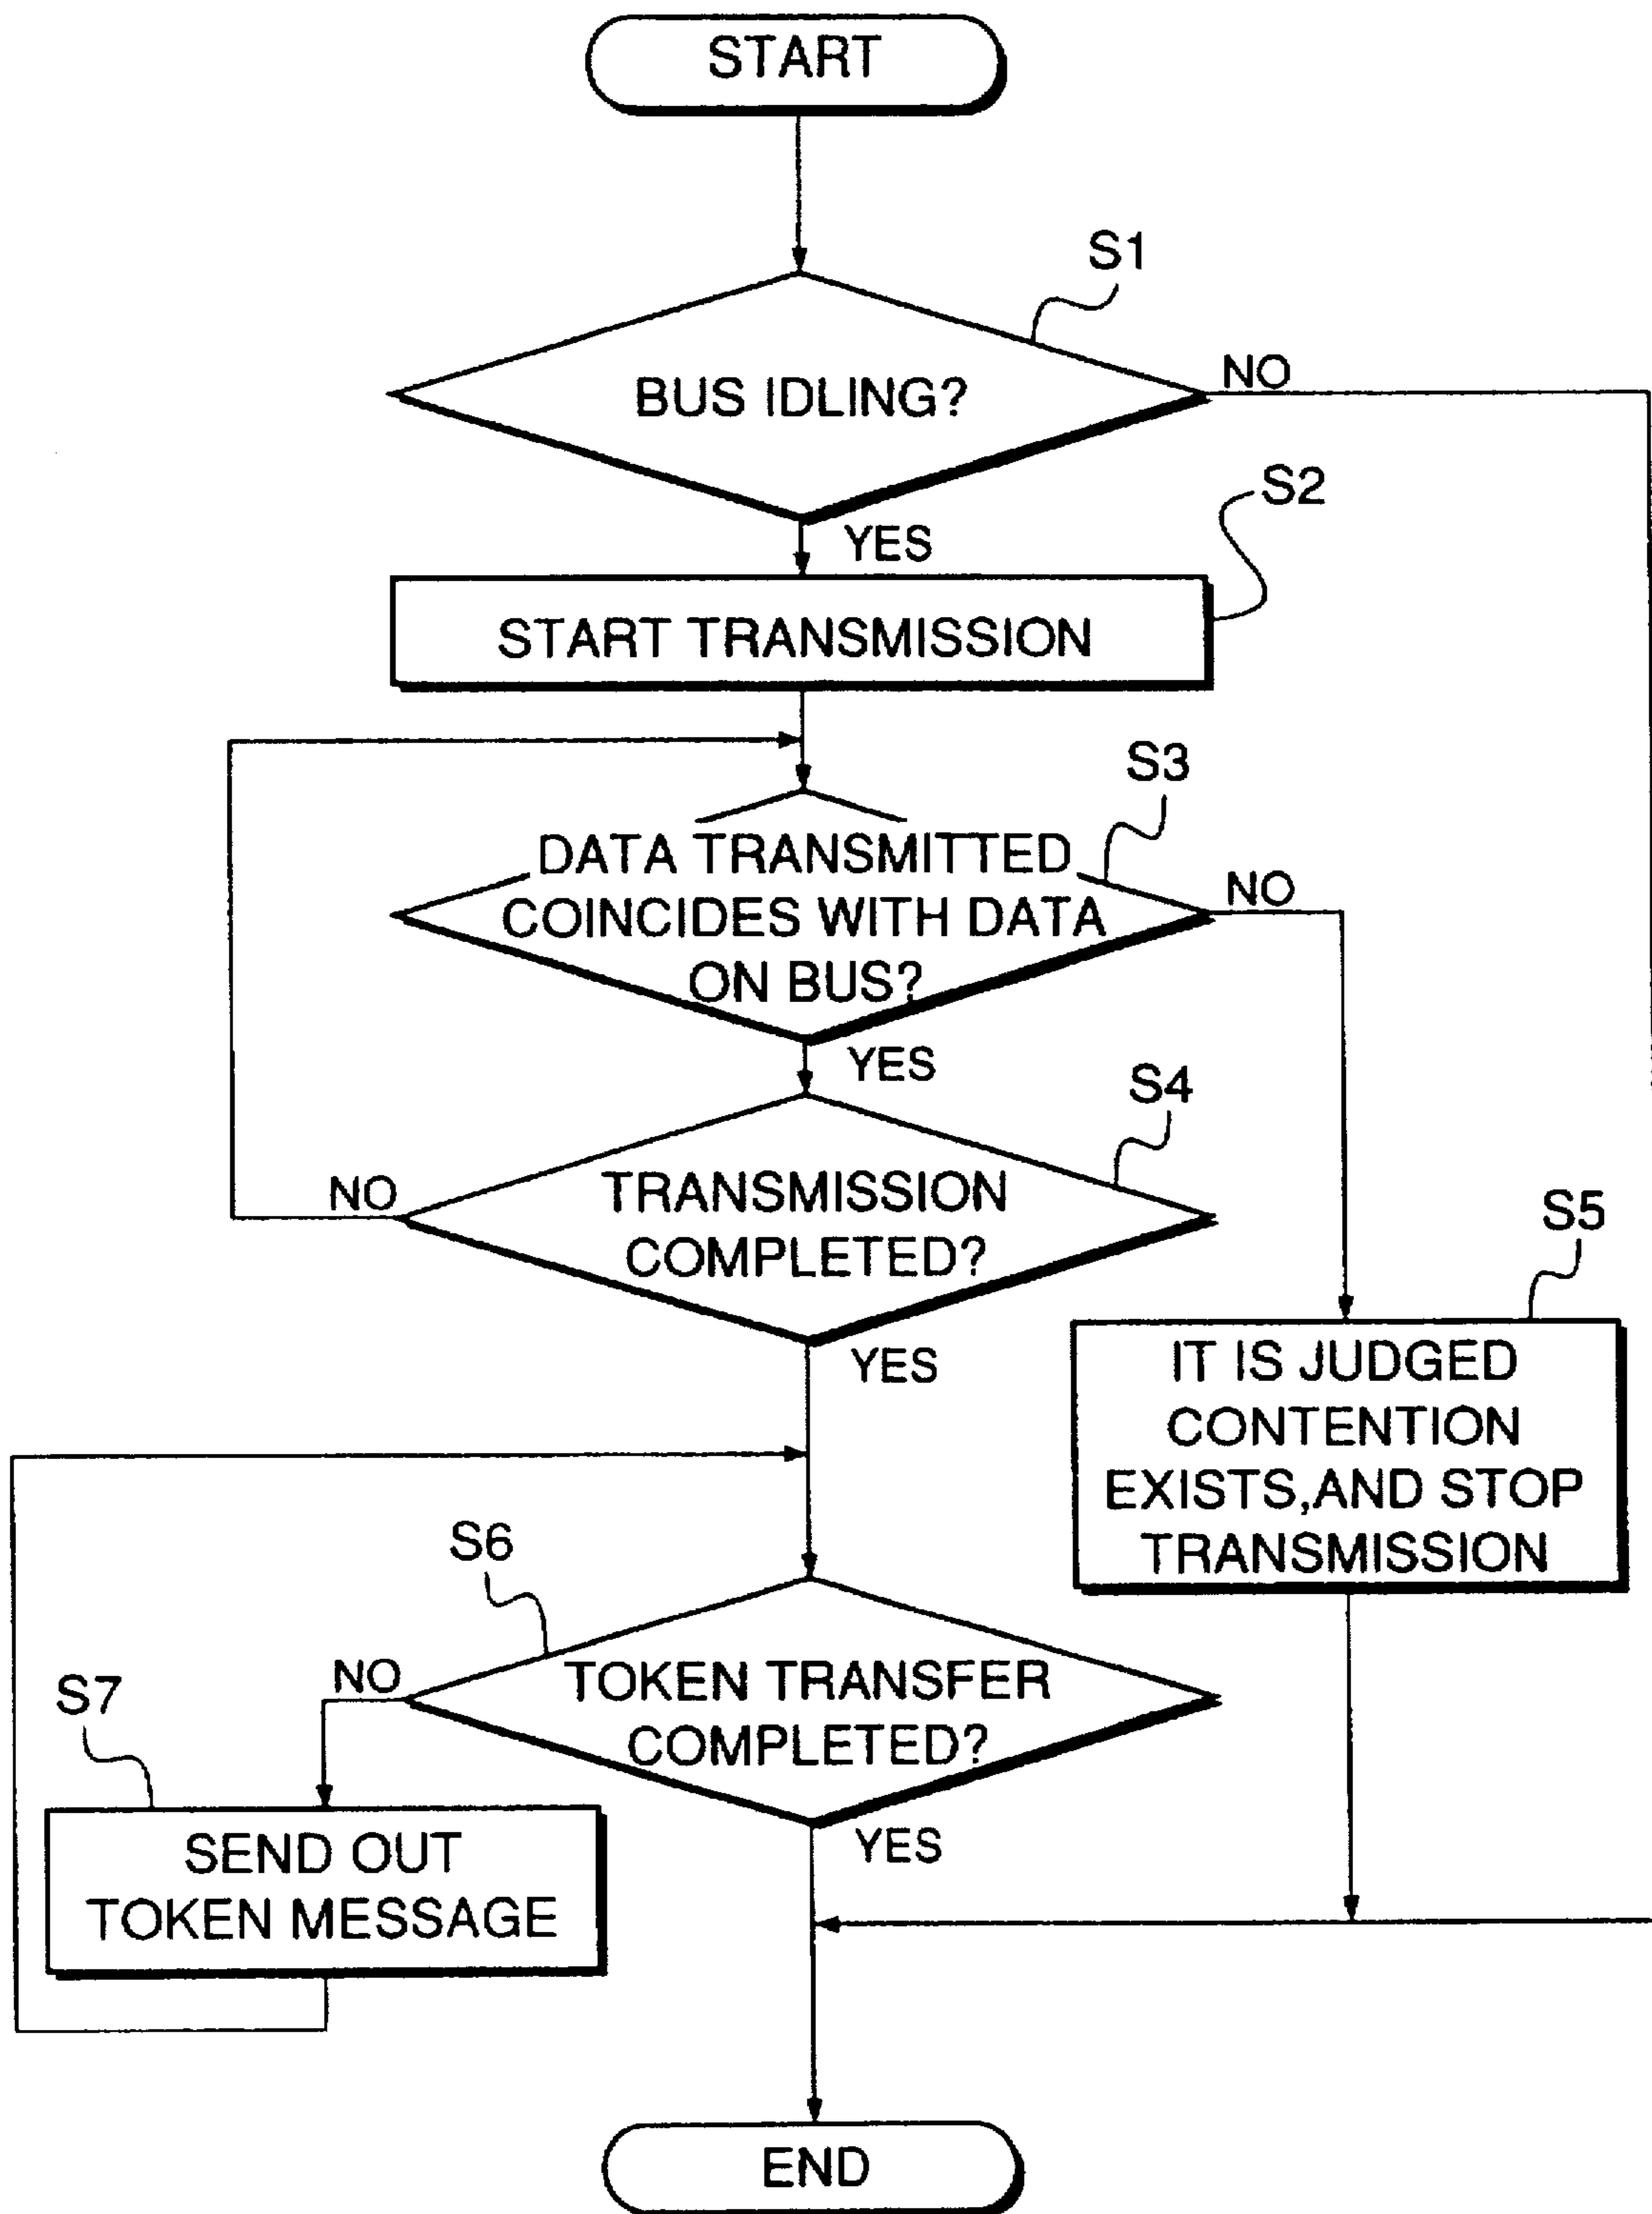 START
S1
BUS IDLING?
NO
S2
YES
START TRANSMISSION
S3
DATA TRANSMITTED
COINCIDES WITH DATA
ON BUS?
NO
YES
S4
TRANSMISSION
COMPLETED?
NO
YES
S5
IT IS JUDGED
CONTENTION
EXISTS,AND STOP
TRANSMISSION
S6
TOKEN TRANSFER
COMPLETED?
NO
YES
S7
SEND OUT
TOKEN MESSAGE
END